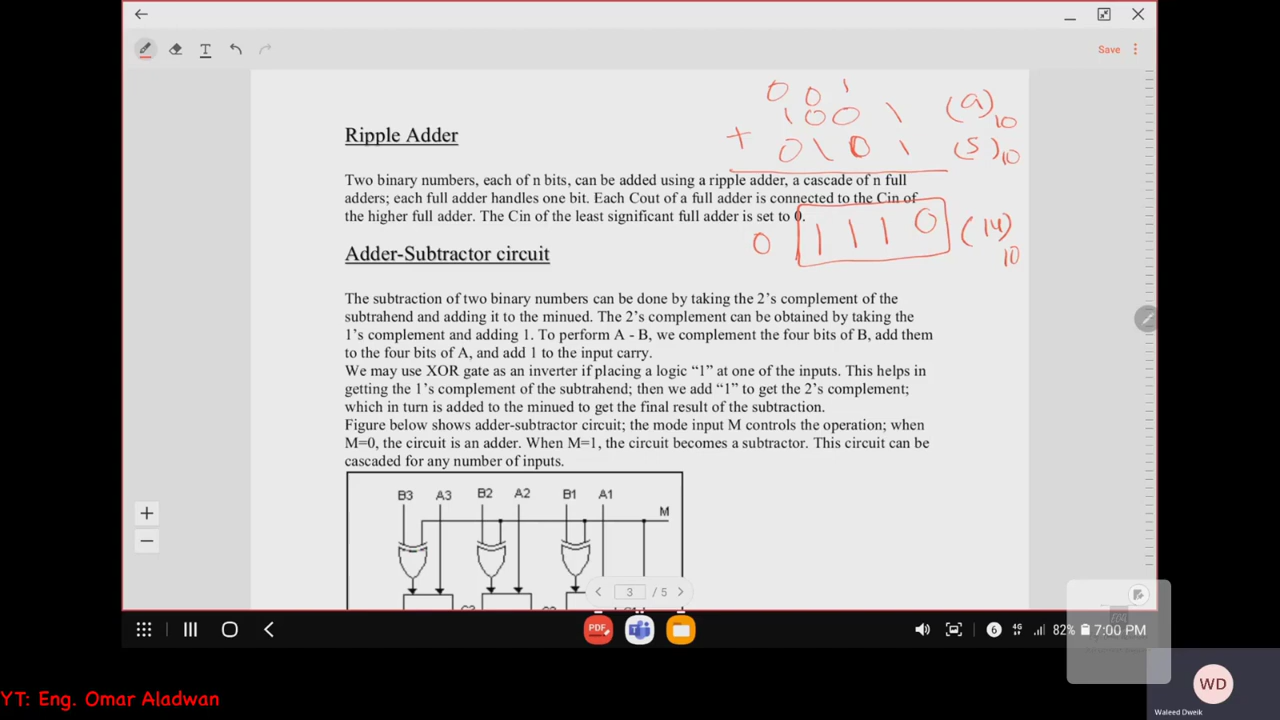 Save
0 0 1
1 0 0 1 (9)10
+ 0 1 0 1 (5)10
0 1 1 1 0 (14)10
Ripple Adder
Two binary numbers, each of n bits, can be added using a ripple adder, a cascade of n full
adders; each full adder handles one bit. Each Cout of a full adder is connected to the Cin of
the higher full adder. The Cin of the least significant full adder is set to 0.
Adder-Subtractor circuit
The subtraction of two binary numbers can be done by taking the 2's complement of the
subtrahend and adding it to the minued. The 2's complement can be obtained by taking the
1's complement and adding 1. To perform A - B, we complement the four bits of B, add them
to the four bits of A, and add 1 to the input carry.
We may use XOR gate as an inverter if placing a logic “1” at one of the inputs. This helps in
getting the 1's complement of the subtrahend; then we add “1” to get the 2's complement;
which in turn is added to the minued to get the final result of the subtraction.
Figure below shows adder-subtractor circuit; the mode input M controls the operation; when
M=0, the circuit is an adder. When M=1, the circuit becomes a subtractor. This circuit can be
cascaded for any number of inputs.
B3 A3 B2 A2 B1 A1
M
3 / 5
PDF
6 4G 82% 7:00 PM
WD
Waleed Dweik
YT: Eng. Omar Aladwan